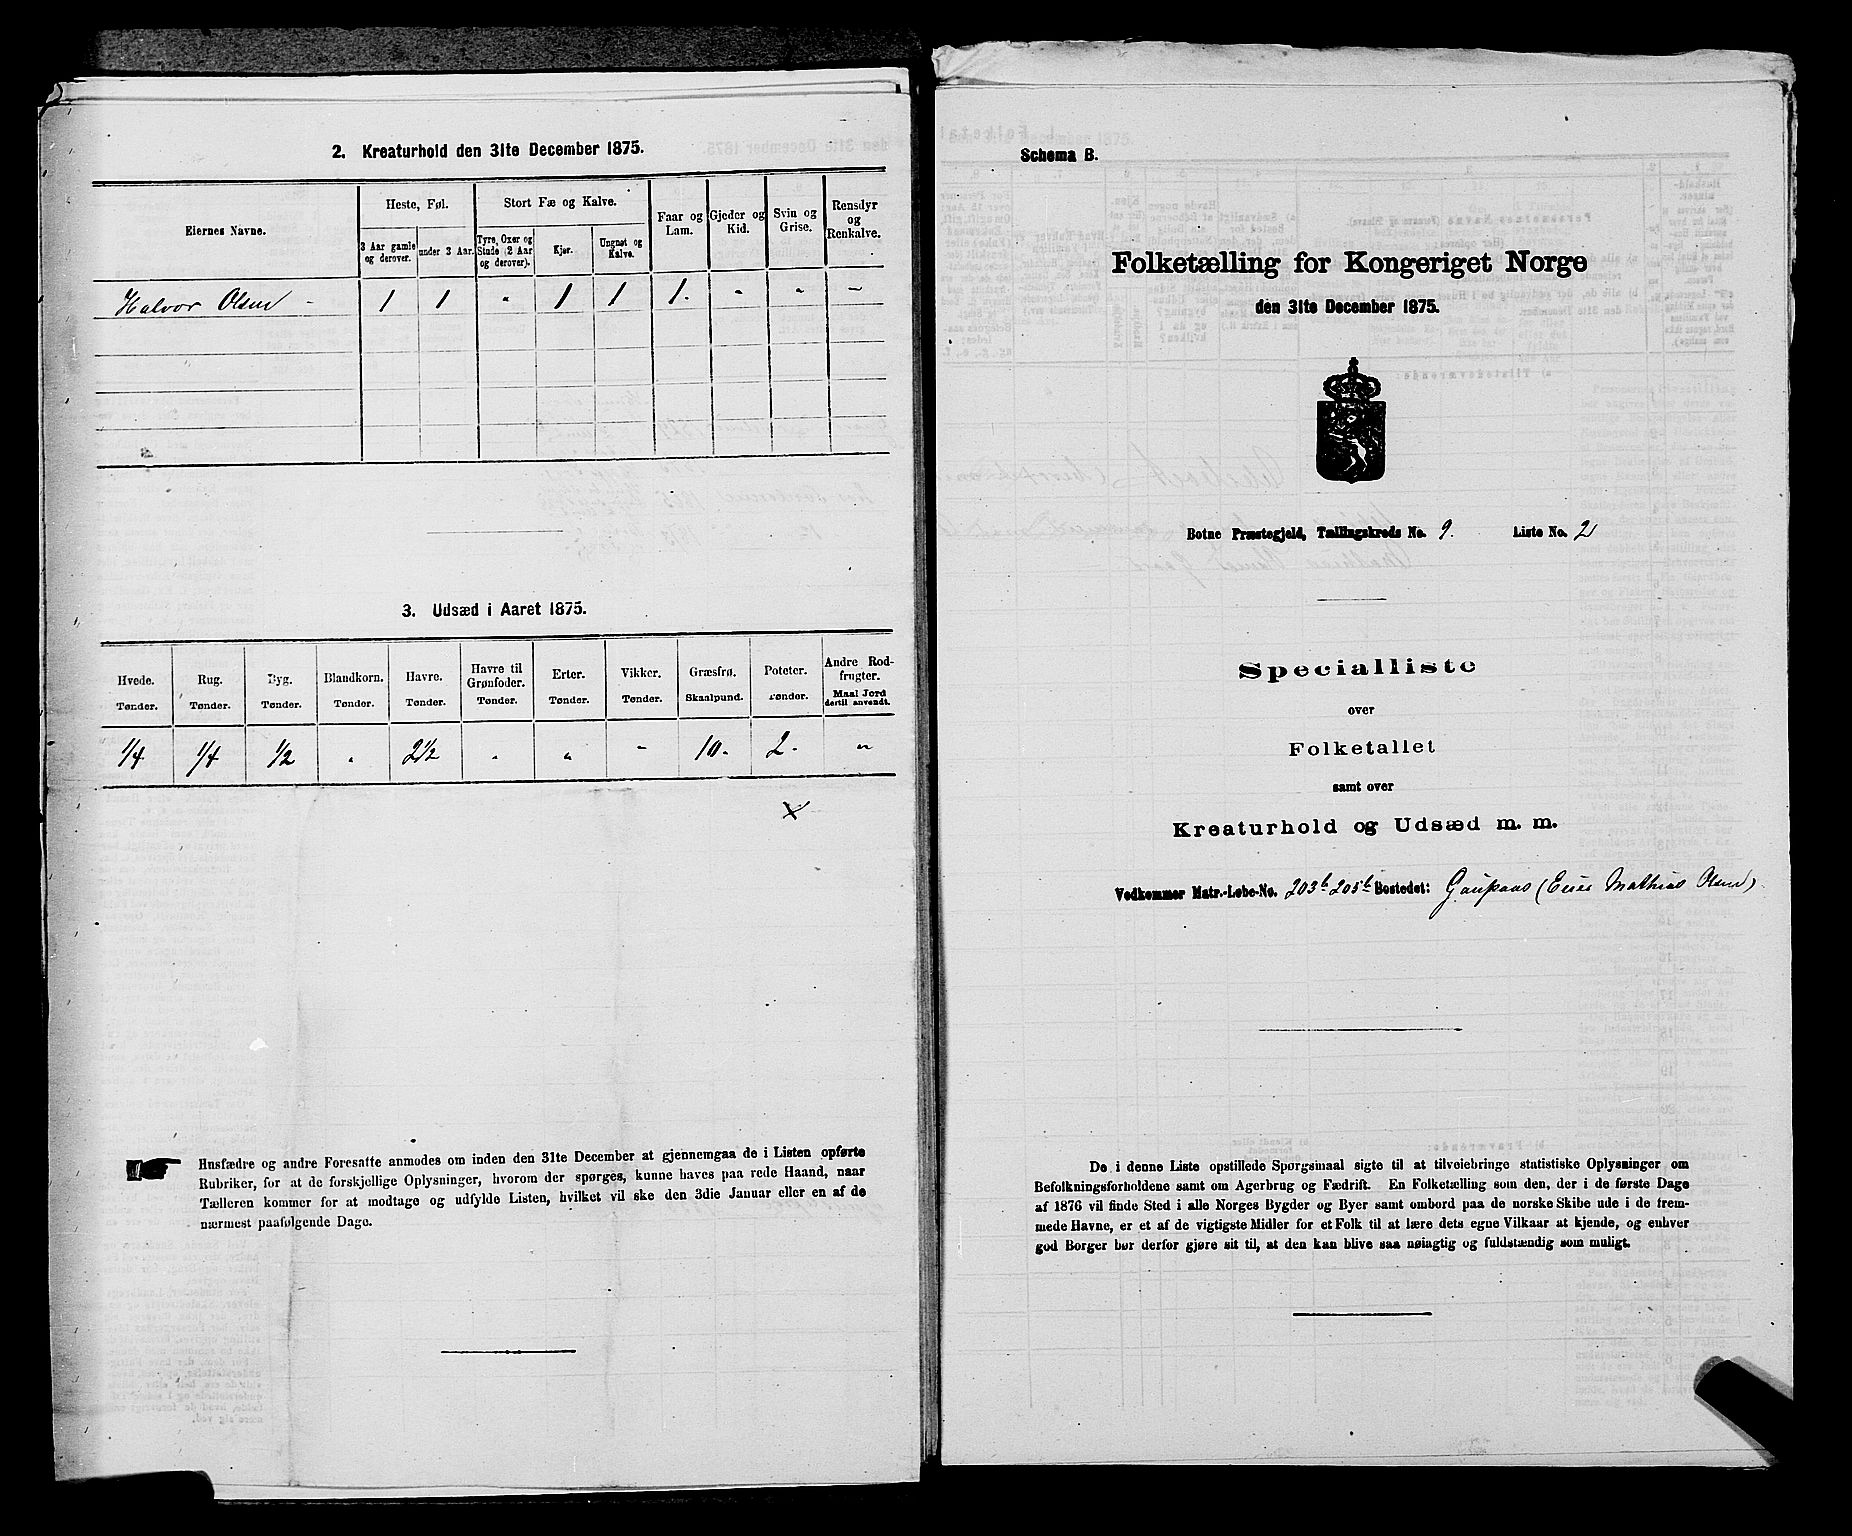 2. Kreaturhold den 31te December 1875.
Eiernes Navne.
Heste, Føl.
3 Aar gamle og derover.
under 3 Aar.
Stort Fæ og Kalve.
Tyre, Oxer og Stude (2 Aar og derover).
Kjør.
Ungnøt og Kalve.
Faar og Lam.
Gjeder og Kid.
Svin og Grise.
Rensdyr og Renkalve.
Halvor Olsen - 1 1 " 1 1 1. " " -
3. Udsæd i Aaret 1875.
Hvede. Rug. Byg. Blandkorn. Havre. Havre til Grønfoder. Erter. Vikker. Græsfrø. Poteter. Andre Rodfrugter.
Tønder. Tønder. Tønder. Tønder. Tønder. Tønder. Tønder. Tønder. Skaalpund. Tønder. Maal Jord dertil anvendt.
1/4 1/4 1/2 " 2 1/2 " " - 10. 2. "
x
Husfædre og andre Foresatte anmodes om inden den 31te December at gjennemgaa de i Listen opførte
Rubriker, for at de forskjellige Oplysninger, hvorom der spørges, kunne haves paa rede Haand, naar
Tælleren kommer for at modtage og udfylde Listen, hvilket vil ske den 3die Januar eller en af de
nærmest paafølgende Dage.
Schema B.
Folketælling for Kongeriget Norge
den 31te December 1875.
Botne Præstegjeld, Tællingskreds No. 9. Liste No. 2
Specialliste
over
Folketallet
samt over
Kreaturhold og Udsæd m. m.
Vedkommer Matr.-Løbe-No. 203b 205b Bostedet: Gaupaas (Eier Mathias Olsen).
De i denne Liste opstillede Spørgsmaal sigte til at tilveiebringe statistiske Oplysninger om
Befolkningsforholdene samt om Agerbrug og Fædrift. En Folketælling som den, der i de første Dage
af 1876 vil finde Sted i alle Norges Bygder og Byer samt ombord paa de norske Skibe ude i de frem-
mede Havne, er et af de vigtigste Midler for et Folk til at lære dets egne Vilkaar at kjende, og enhver
god Borger bør derfor gjøre sit til, at den kan blive saa nøiagtig og fuldstændig som muligt.